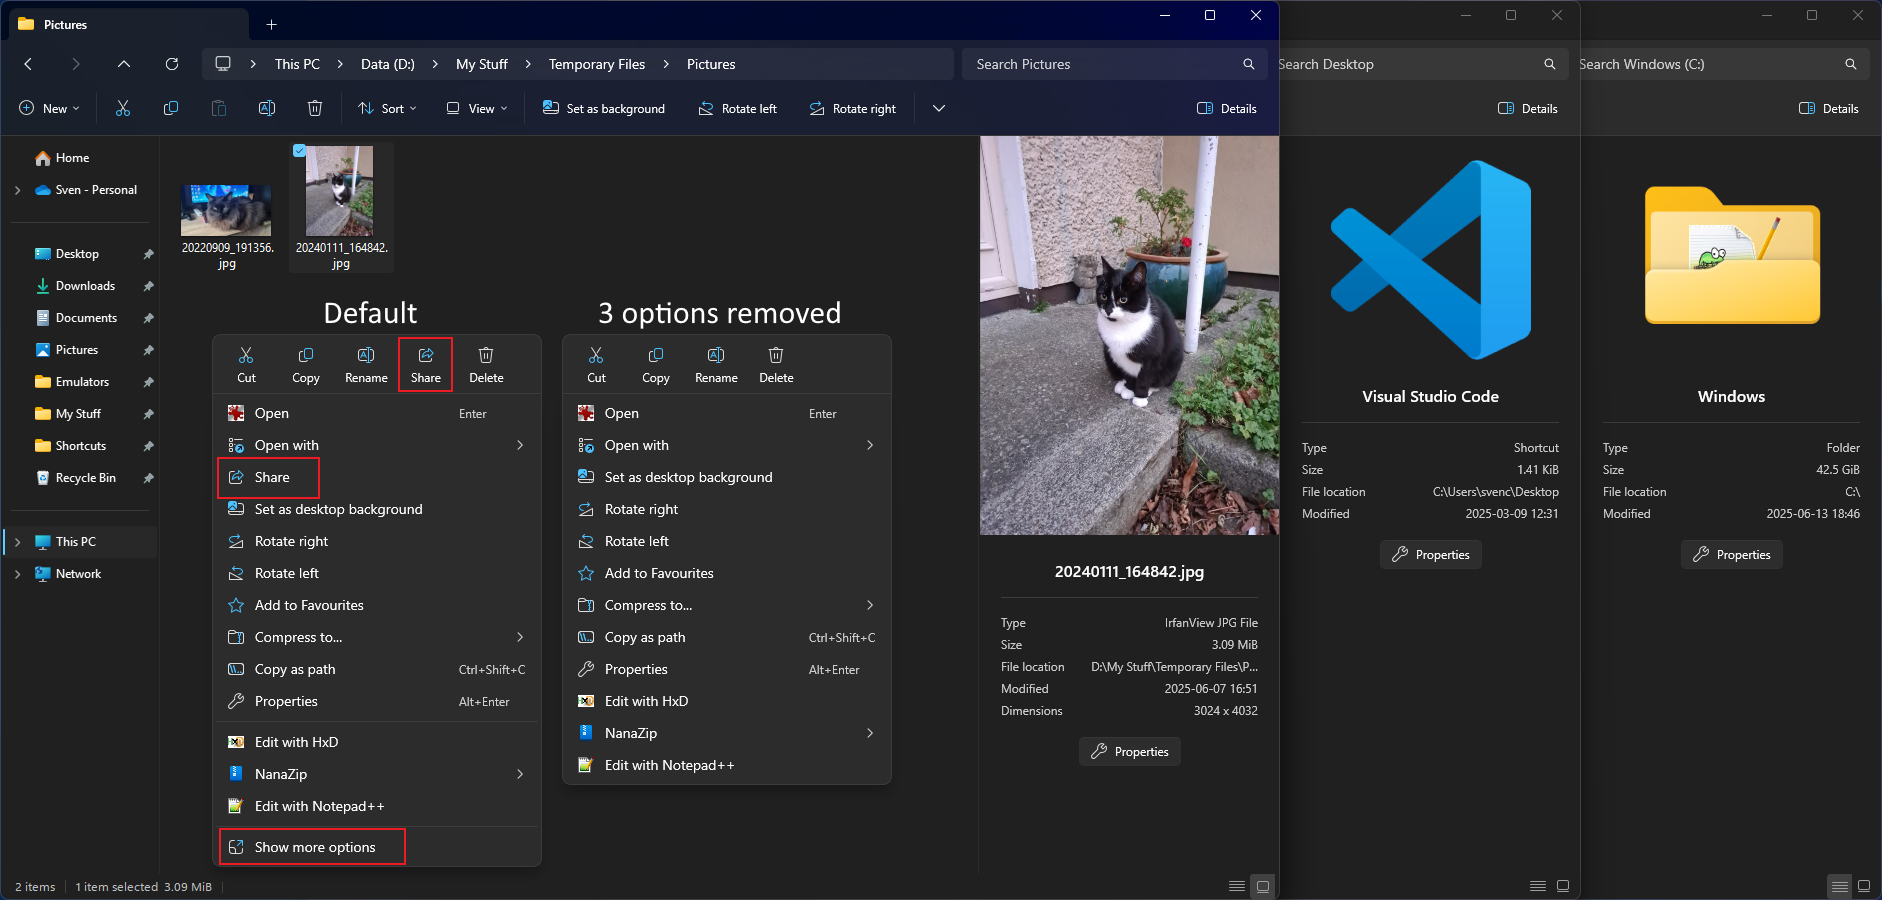 Pictures
This PC
Data (D:)
My Stuff
Temporary Files
Pictures
Search Pictures
Search Desktop
Search Windows (C:)
New
Sort
View
Set as background
Rotate left
Rotate right
Details
Details
Details
Home
Sven - Personal
Desktop
Downloads
Documents
Pictures
Emulators
My Stuff
Shortcuts
Recycle Bin
This PC
Network
20220909_191356.
jpg
20240111_164842.
jpg
Default
Cut
Copy
Rename
Share
Delete
Open Enter
Open with
Share
Set as desktop background
Rotate right
Rotate left
Add to Favourites
Compress to...
Copy as path Ctrl+Shift+C
Properties Alt+Enter
Edit with HxD
NanaZip
Edit with Notepad++
Show more options
3 options removed
Cut
Copy
Rename
Delete
Open Enter
Open with
Set as desktop background
Rotate right
Rotate left
Add to Favourites
Compress to...
Copy as path Ctrl+Shift+C
Properties Alt+Enter
Edit with HxD
NanaZip
Edit with Notepad++
20240111_164842.jpg
Type IrfanView JPG File
Size 3.09 MiB
File location D:\My Stuff\Temporary Files\P...
Modified 2025-06-07 16:51
Dimensions 3024 x 4032
Properties
Visual Studio Code
Type Shortcut
Size 1.41 KiB
File location C:\Users\svenc\Desktop
Modified 2025-03-09 12:31
Properties
Windows
Type Folder
Size 42.5 GiB
File location C:\
Modified 2025-06-13 18:46
Properties
2 items
1 item selected 3.09 MiB